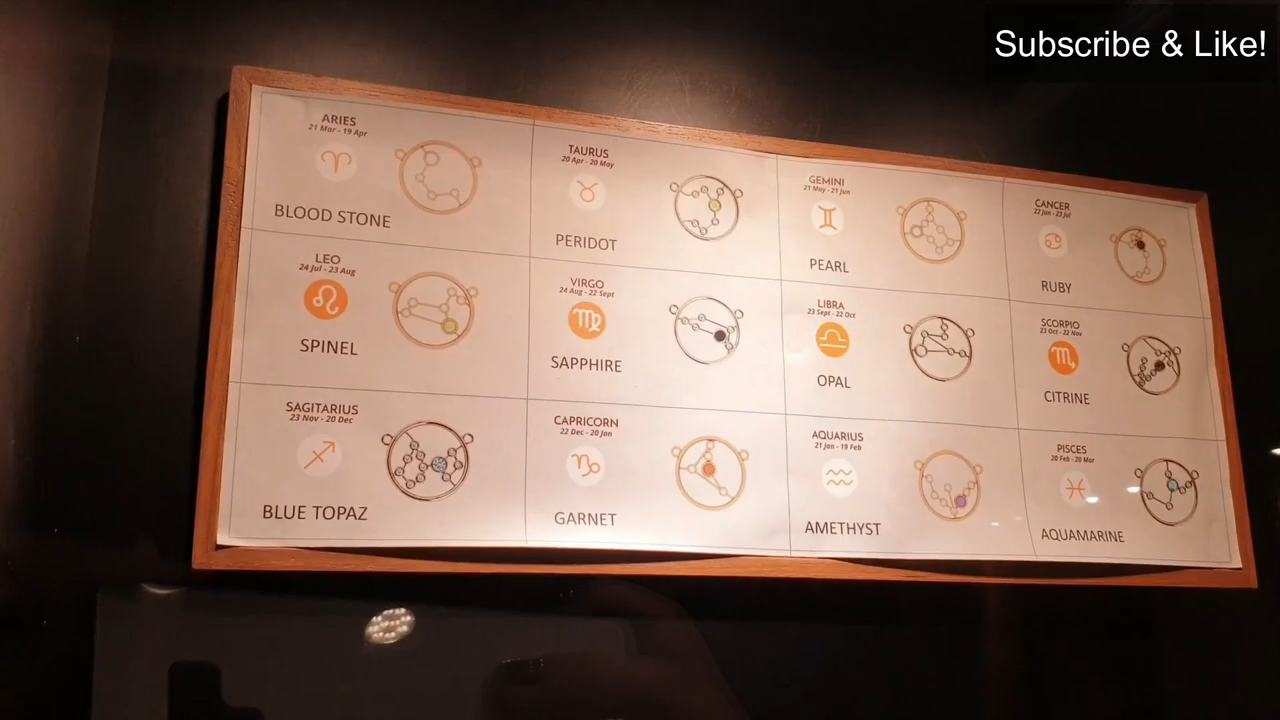 Subscribe & Like!
ARIES
21 Mar - 19 Apr
BLOOD STONE
TAURUS
20 Apr - 20 May
PERIDOT
GEMINI
21 May - 21 Jun
PEARL
CANCER
22 Jun - 23 Jul
RUBY
LEO
24 Jul - 23 Aug
SPINEL
VIRGO
24 Aug - 22 Sept
SAPPHIRE
LIBRA
23 Sept - 22 Oct
OPAL
SCORPIO
23 Oct - 22 Nov
CITRINE
SAGITARIUS
23 Nov - 20 Dec
BLUE TOPAZ
CAPRICORN
22 Dec - 20 Jan
GARNET
AQUARIUS
21 Jan - 19 Feb
AMETHYST
PISCES
20 Feb - 20 Mar
AQUAMARINE